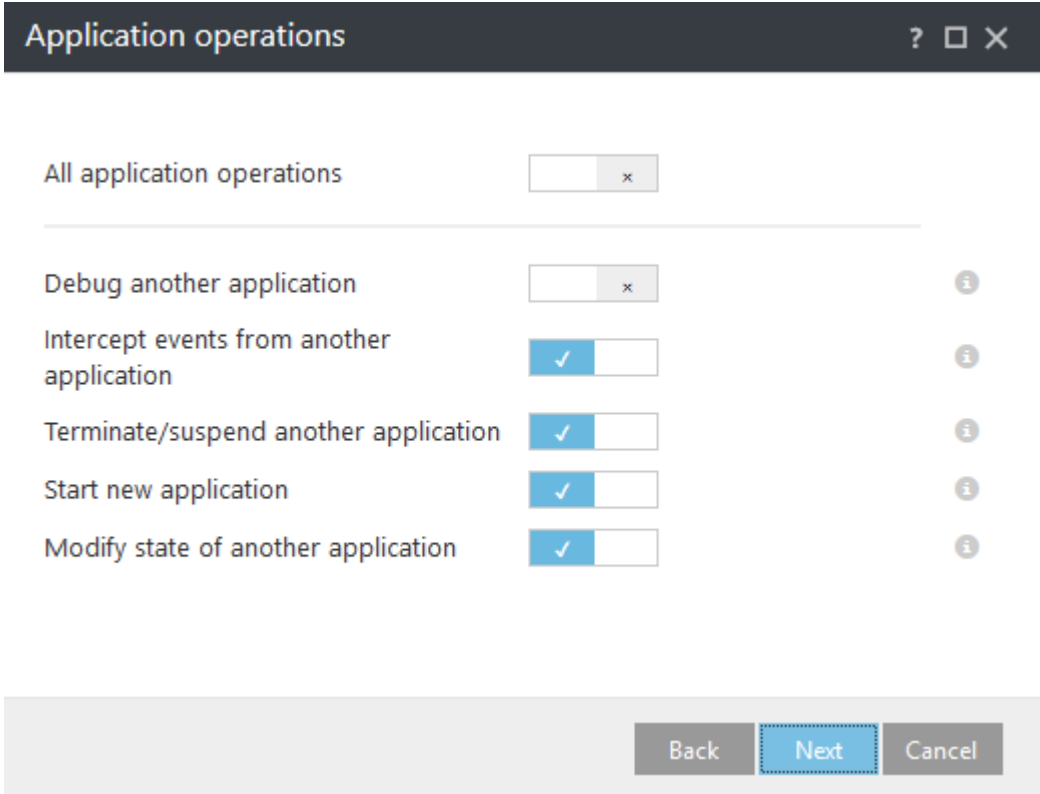 Application operations
All application operations
Debug another application
Intercept events from another
application
Terminate/suspend another application
Start new application
Modify state of another application
Back Next Cancel